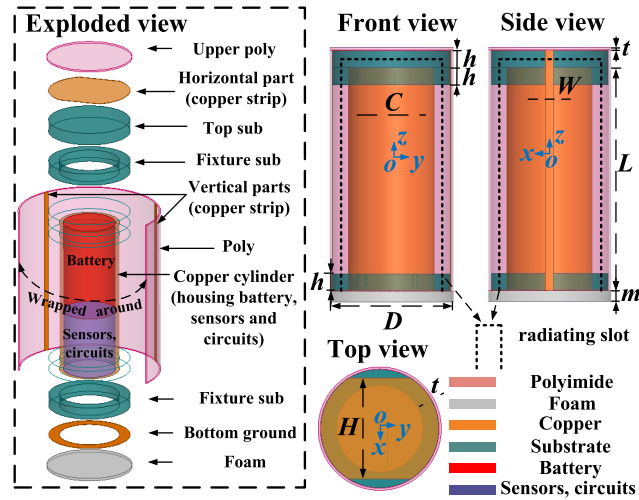 Exploded view
Upper poly
Horizontal part
(copper strip)
Top sub
Fixture sub
Vertical parts
(copper strip)
Poly
Battery
Copper cylinder
(housing battery,
sensors and
circuits)
Wrapped around
Sensors,
circuits
Fixture sub
Bottom ground
Foam
Front view
h
h
C
z
o
y
h
D
Side view
t
W
z
x
o
L
m
radiating slot
Top view
t
H
o
y
x
Polyimide
Foam
Copper
Substrate
Battery
Sensors, circuits